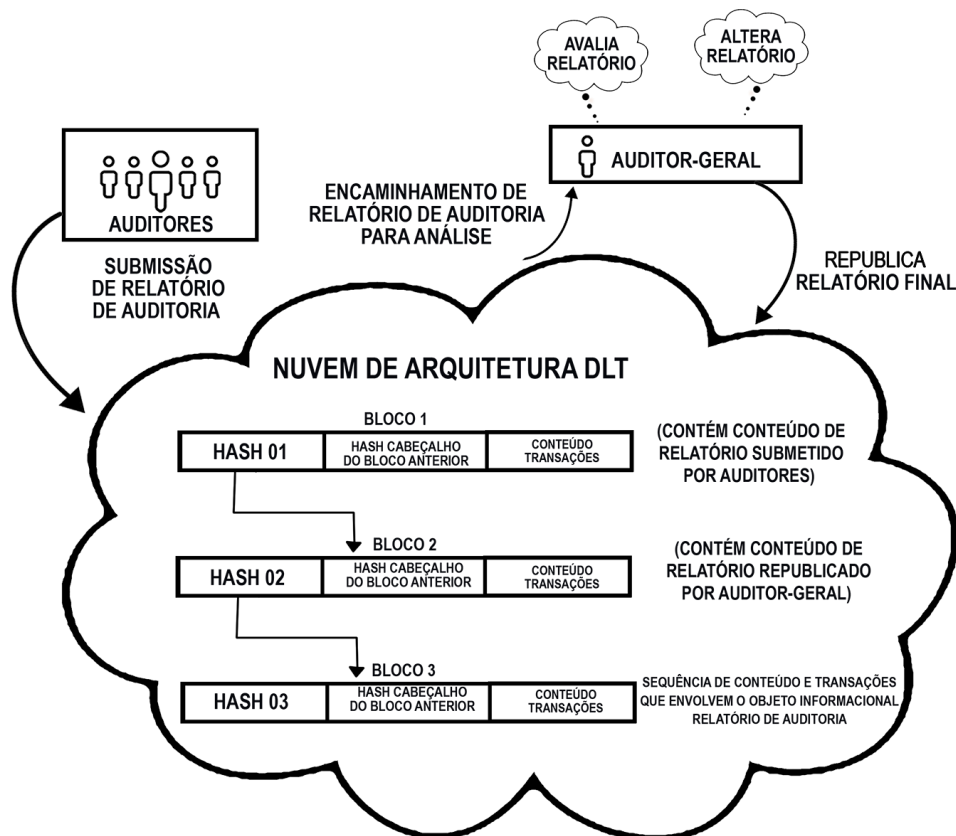 AVALIA
RELATÓRIO
ALTERA
RELATÓRIO
AUDITORES
AUDITOR-GERAL
SUBMISSÃO
DE RELATÓRIO
DE AUDITORIA
ENCAMINHAMENTO DE
RELATÓRIO DE AUDITORIA
PARA ANÁLISE
REPUBLICA
RELATÓRIO FINAL
NUVEM DE ARQUITETURA DLT
BLOCO 1
HASH 01
HASH CABEÇALHO
DO BLOCO ANTERIOR
CONTEÚDO
TRANSAÇÕES
(CONTÉM CONTEÚDO DE
RELATÓRIO SUBMETIDO
POR AUDITORES)
BLOCO 2
HASH 02
HASH CABEÇALHO
DO BLOCO ANTERIOR
CONTEÚDO
TRANSAÇÕES
(CONTÉM CONTEÚDO DE
RELATÓRIO REPUBLICADO
POR AUDITOR-GERAL)
BLOCO 3
HASH 03
HASH CABEÇALHO
DO BLOCO ANTERIOR
CONTEÚDO
TRANSAÇÕES
SEQUÊNCIA DE CONTEÚDO E TRANSAÇÕES
QUE ENVOLVEM O OBJETO INFORMACIONAL
RELATÓRIO DE AUDITORIA